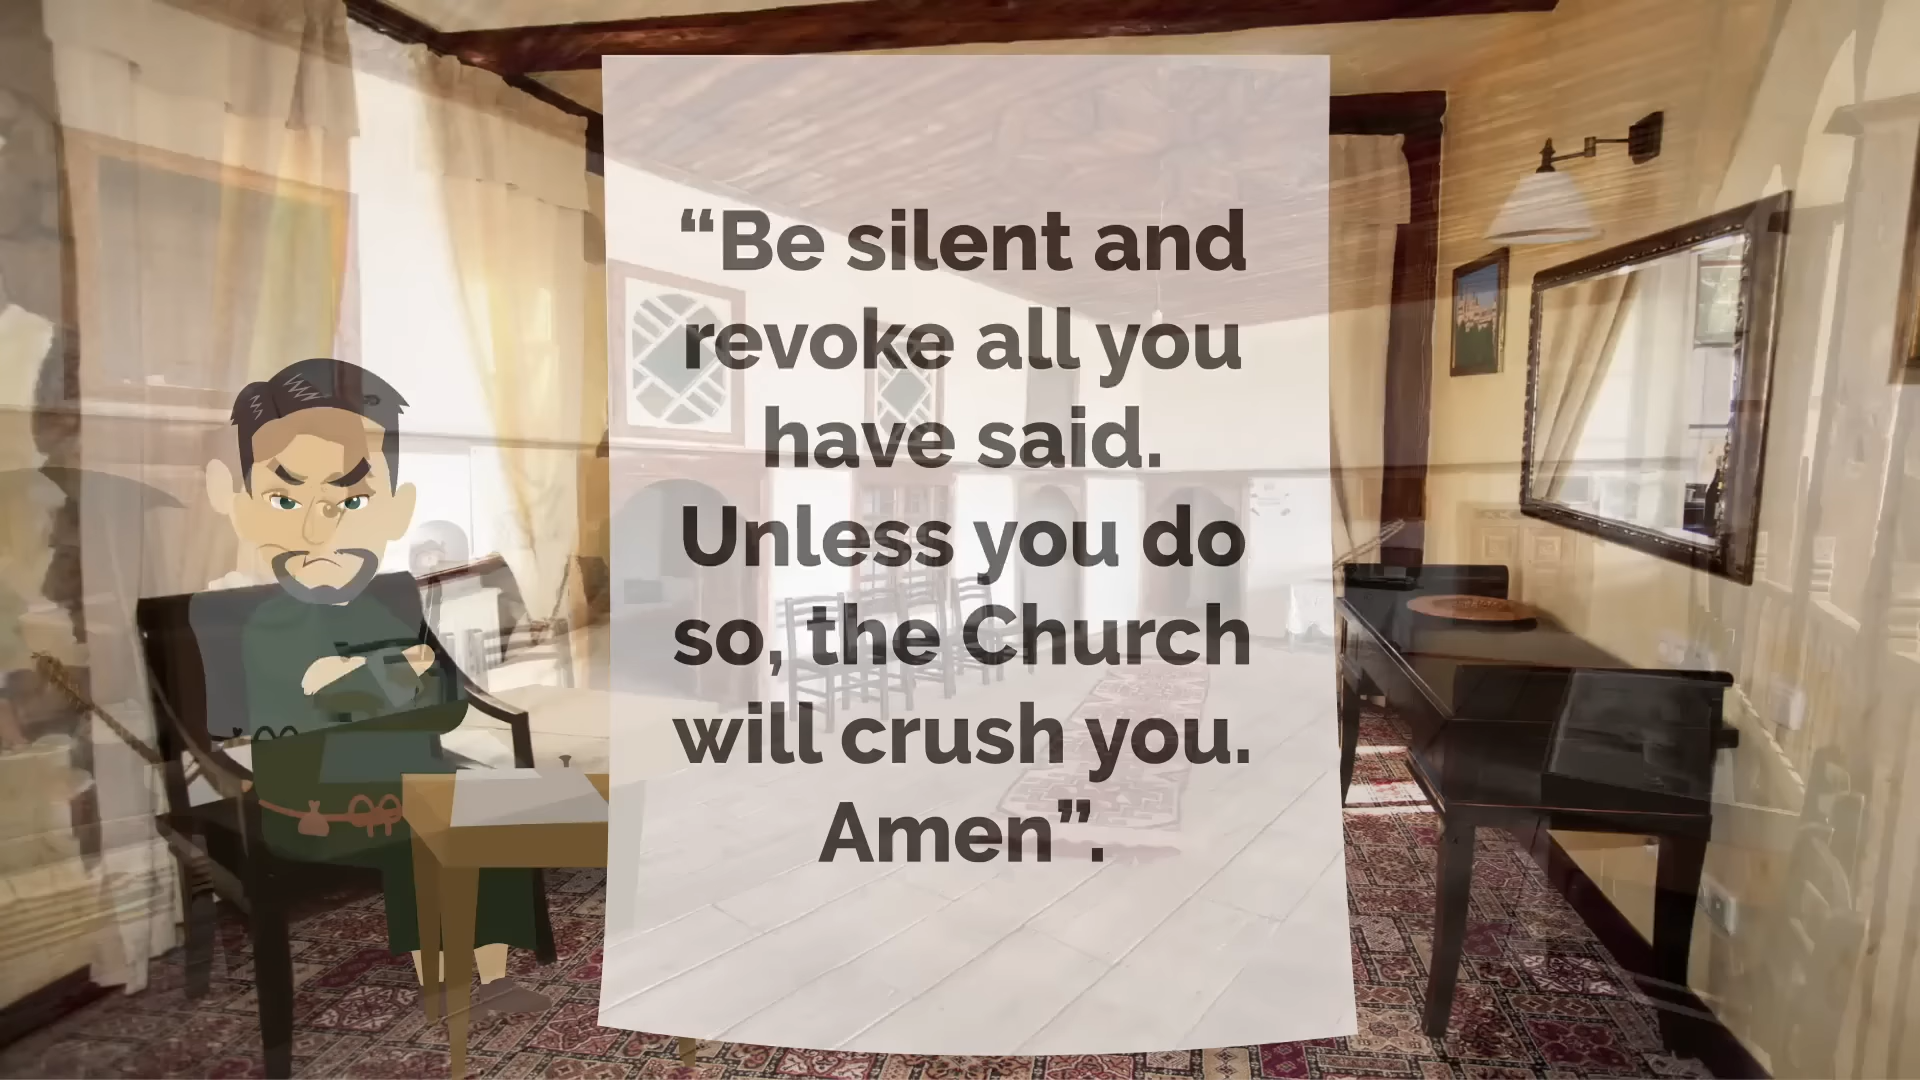 “Be silent and
revoke all you
have said.
Unless you do
so, the Church
will crush you.
Amen”.